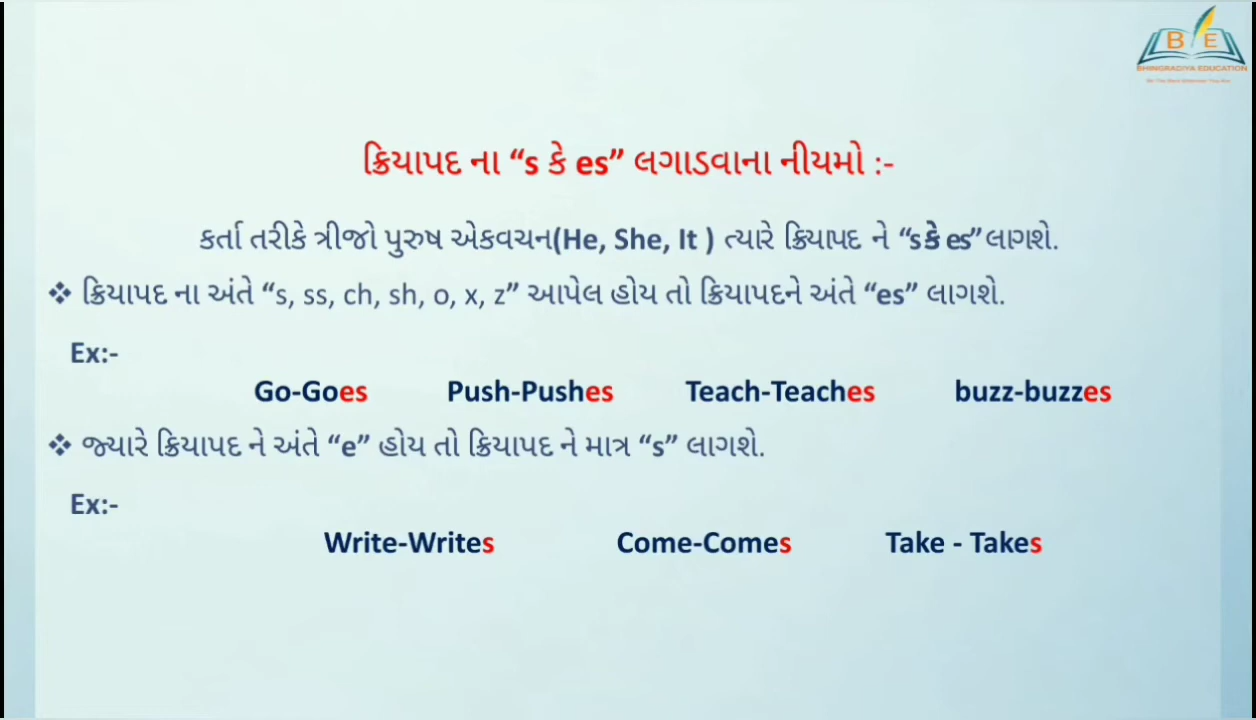 B E
BHINGRADIYA EDUCATION
ક્રિયાપદ ના “s કે es” લગાડવાના નીયમો :-
કર્તા તરીકે ત્રીજો પુરુષ એકવચન(He, She, It ) ત્યારે ક્રિયાપદ ને “s કે es” લાગશે.
❖ ક્રિયાપદ ના અંતે “s, ss, ch, sh, o, x, z” આપેલ હોય તો ક્રિયાપદને અંતે “es” લાગશે.
Ex:-
Go-Goes Push-Pushes Teach-Teaches buzz-buzzes
❖ જ્યારે ક્રિયાપદ ને અંતે “e” હોય તો ક્રિયાપદ ને માત્ર “s” લાગશે.
Ex:-
Write-Writes Come-Comes Take - Takes